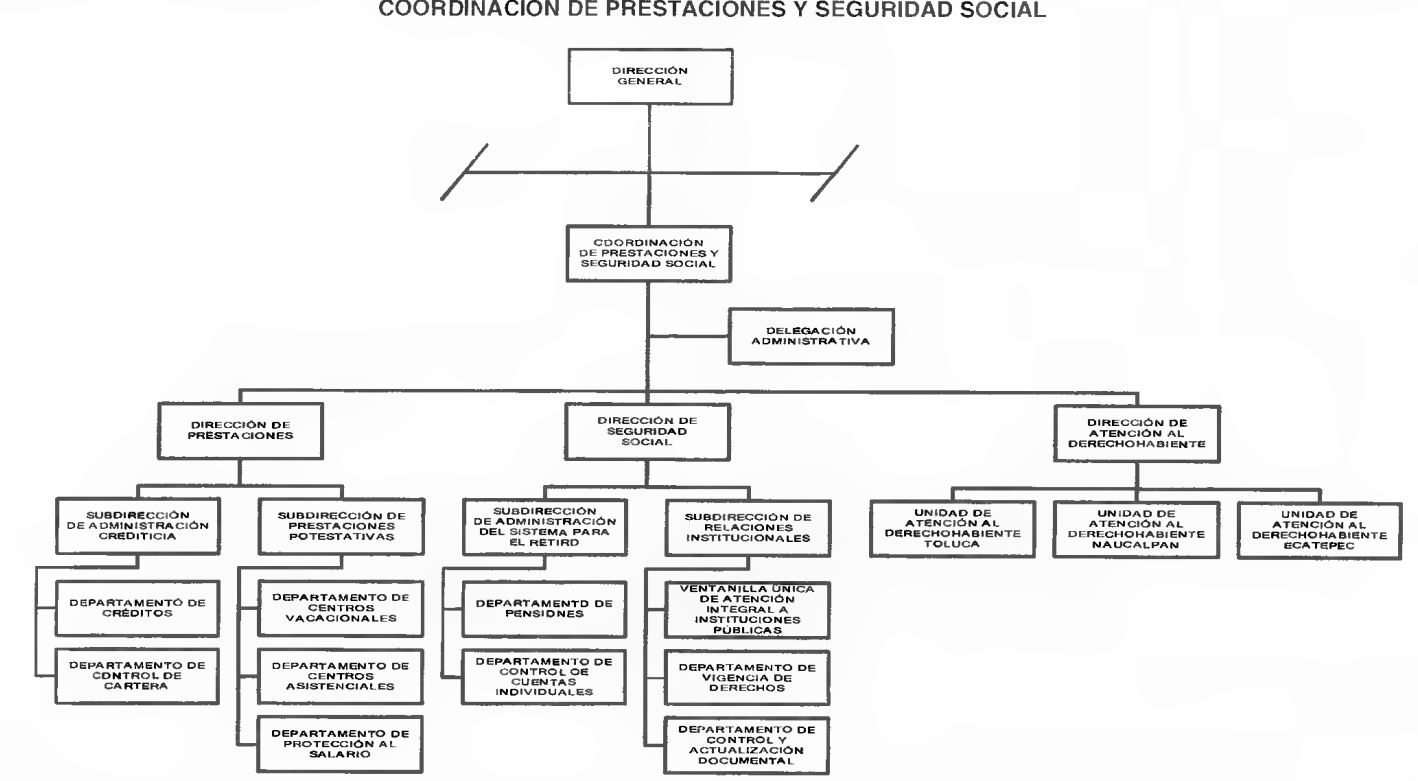 COORDINACIÓN DE PRESTACIONES Y SEGURIDAD SOCIAL
DIRECCIÓN
GENERAL
COORDINACIÓN
DE PRESTACIONES Y
SEGURIDAD SOCIAL
DELEGACIÓN
ADMINISTRATIVA
DIRECCIÓN DE
PRESTACIONES
DIRECCIÓN DE
SEGURIDAD
SOCIAL
DIRECCIÓN DE
ATENCIÓN AL
DERECHOHABIENTE
SUBDIRECCIÓN
DE ADMINISTRACIÓN
CREDITICIA
SUBDIRECCIÓN DE
PRESTACIONES
POTESTATIVAS
SUBDIRECCIÓN
DE ADMINISTRACIÓN
DEL SISTEMA PARA
EL RETIRO
SUBDIRECCIÓN DE
RELACIONES
INSTITUCIONALES
UNIDAD DE
ATENCIÓN AL
DERECHOHABIENTE
TOLUCA
UNIDAD DE
ATENCIÓN AL
DERECHOHABIENTE
NAUCALPAN
UNIDAD DE
ATENCIÓN AL
DERECHOHABIENTE
ECATEPEC
DEPARTAMENTO DE
CRÉDITOS
DEPARTAMENTO DE
CENTROS
VACACIONALES
DEPARTAMENTO DE
PENSIONES
VENTANILLA ÚNICA
DE ATENCIÓN
INTEGRAL A
INSTITUCIONES
PÚBLICAS
DEPARTAMENTO DE
CONTROL DE
CARTERA
DEPARTAMENTO DE
CENTROS
ASISTENCIALES
DEPARTAMENTO DE
CONTROL DE
CUENTAS
INDIVIDUALES
DEPARTAMENTO DE
VIGENCIA DE
DERECHOS
DEPARTAMENTO DE
PROTECCIÓN AL
SALARIO
DEPARTAMENTO DE
CONTROL Y
ACTUALIZACIÓN
DOCUMENTAL